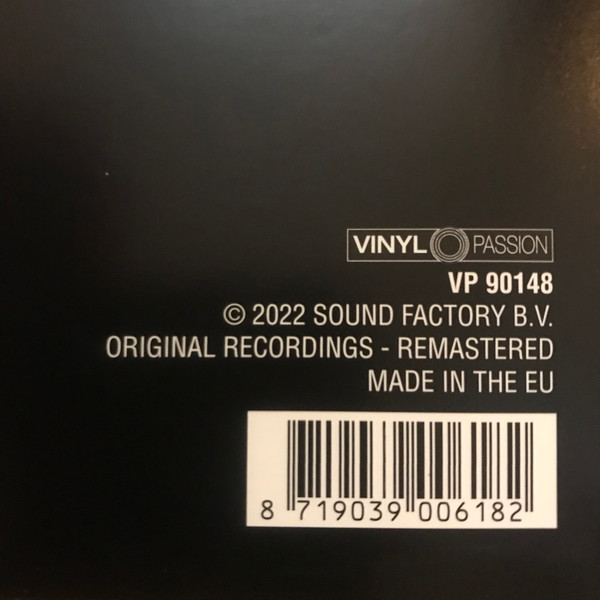 VINYL PASSION
VP 90148
© 2022 SOUND FACTORY B.V.
ORIGINAL RECORDINGS - REMASTERED
MADE IN THE EU
8 719039 006182